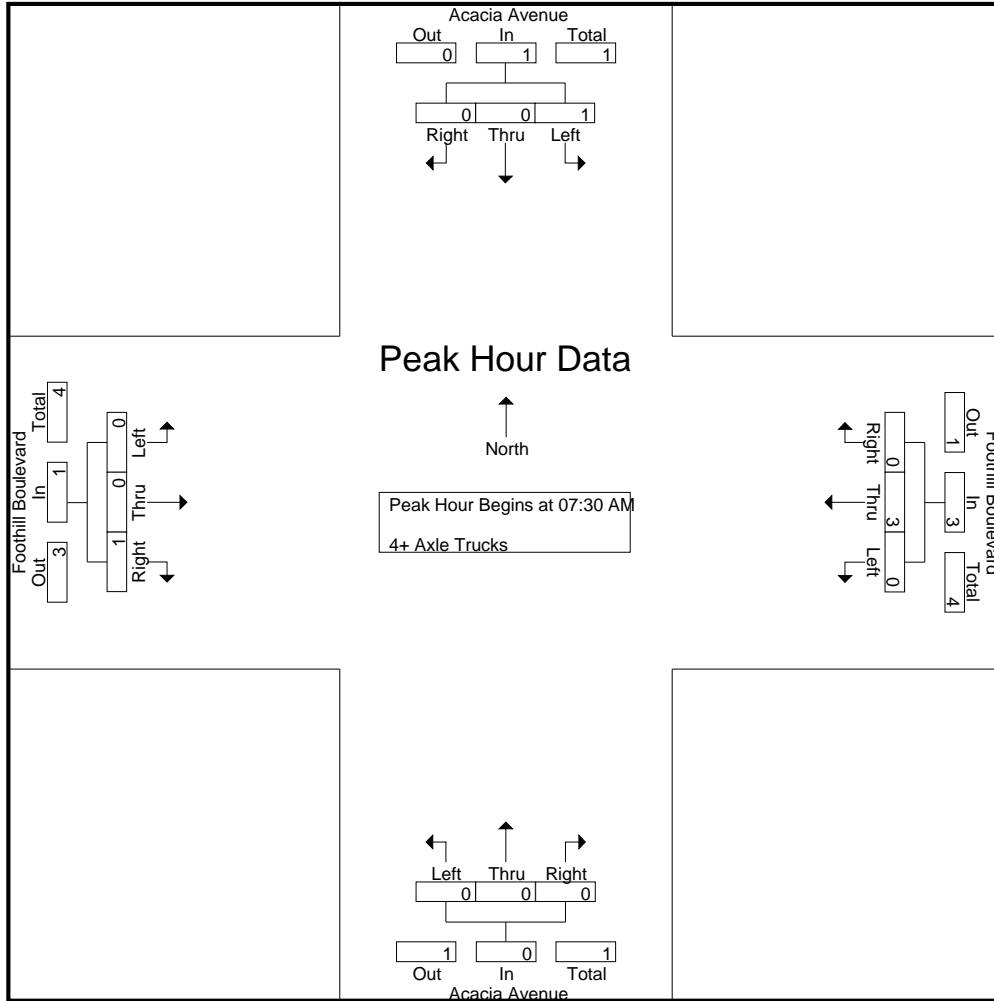 Acacia Avenue
Out In Total
0 1 1
0 0 1
Right Thru Left
Peak Hour Data
North
Peak Hour Begins at 07:30 AM
4+ Axle Trucks
Foothill Boulevard
Total In Out
4 1 3
0 0 1
Left Thru Right
Right Thru Left
0 3 0
Out In Total
1 3 4
Foothill Boulevard
Left Thru Right
0 0 0
1 0 1
Out In Total
Acacia Avenue